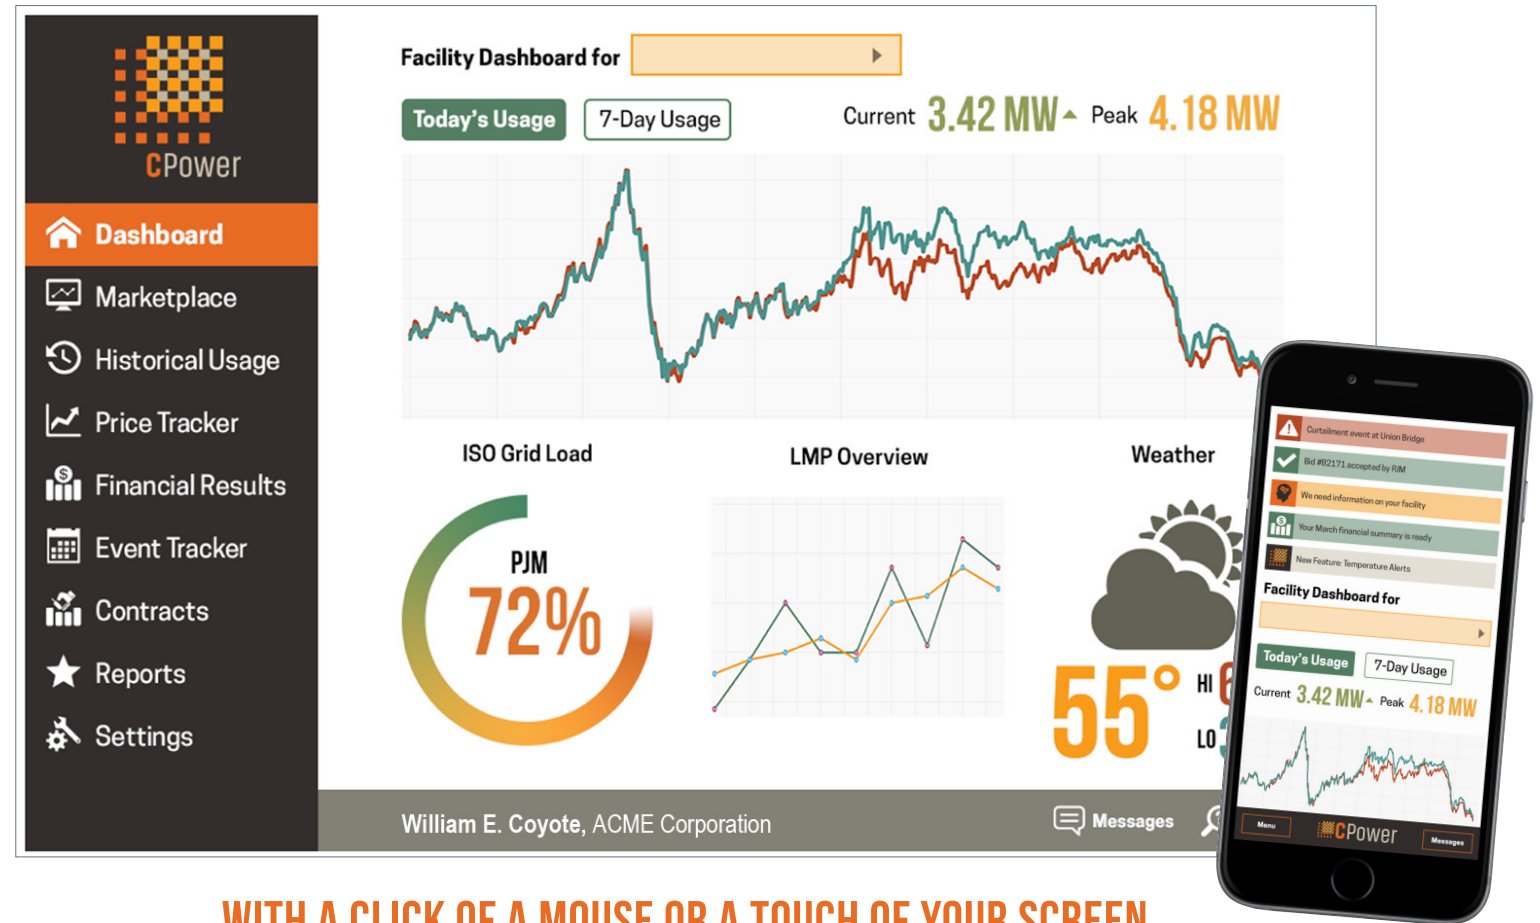 CPower
Dashboard
Marketplace
Historical Usage
Price Tracker
Financial Results
Event Tracker
Contracts
Reports
Settings
Facility Dashboard for
Today's Usage
7-Day Usage
Current 3.42 MW
Peak 4.18 MW
ISO Grid Load
PJM
72%
LMP Overview
Weather
55°
HI
LO
William E. Coyote, ACME Corporation
Messages
Curtailment event at Union Bridge
Bid #82171 accepted by PJM
We need information on your facility
Your March financial summary is ready
New Feature: Temperature Alerts
Facility Dashboard for
Today's Usage
7-Day Usage
Current 3.42 MW
Peak 4.18 MW
Menu
CPower
Messages
WITH A CLICK OF A MOUSE OR A TOUCH OF YOUR SCREEN